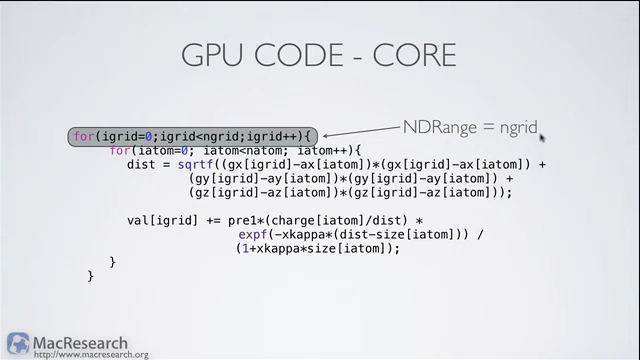 GPU CODE - CORE
for(igrid=0;igrid<ngrid;igrid++){
NDRange = ngrid
for(iatom=0; iatom<natom; iatom++){
dist = sqrtf((gx[igrid]-ax[iatom])*(gx[igrid]-ax[iatom]) +
(gy[igrid]-ay[iatom])*(gy[igrid]-ay[iatom]) +
(gz[igrid]-az[iatom])*(gz[igrid]-az[iatom]));
val[igrid] += pre1*(charge[iatom]/dist) *
expf(-xkappa*(dist-size[iatom])) /
(1+xkappa*size[iatom]);
}
}
MacResearch
http://www.macresearch.org